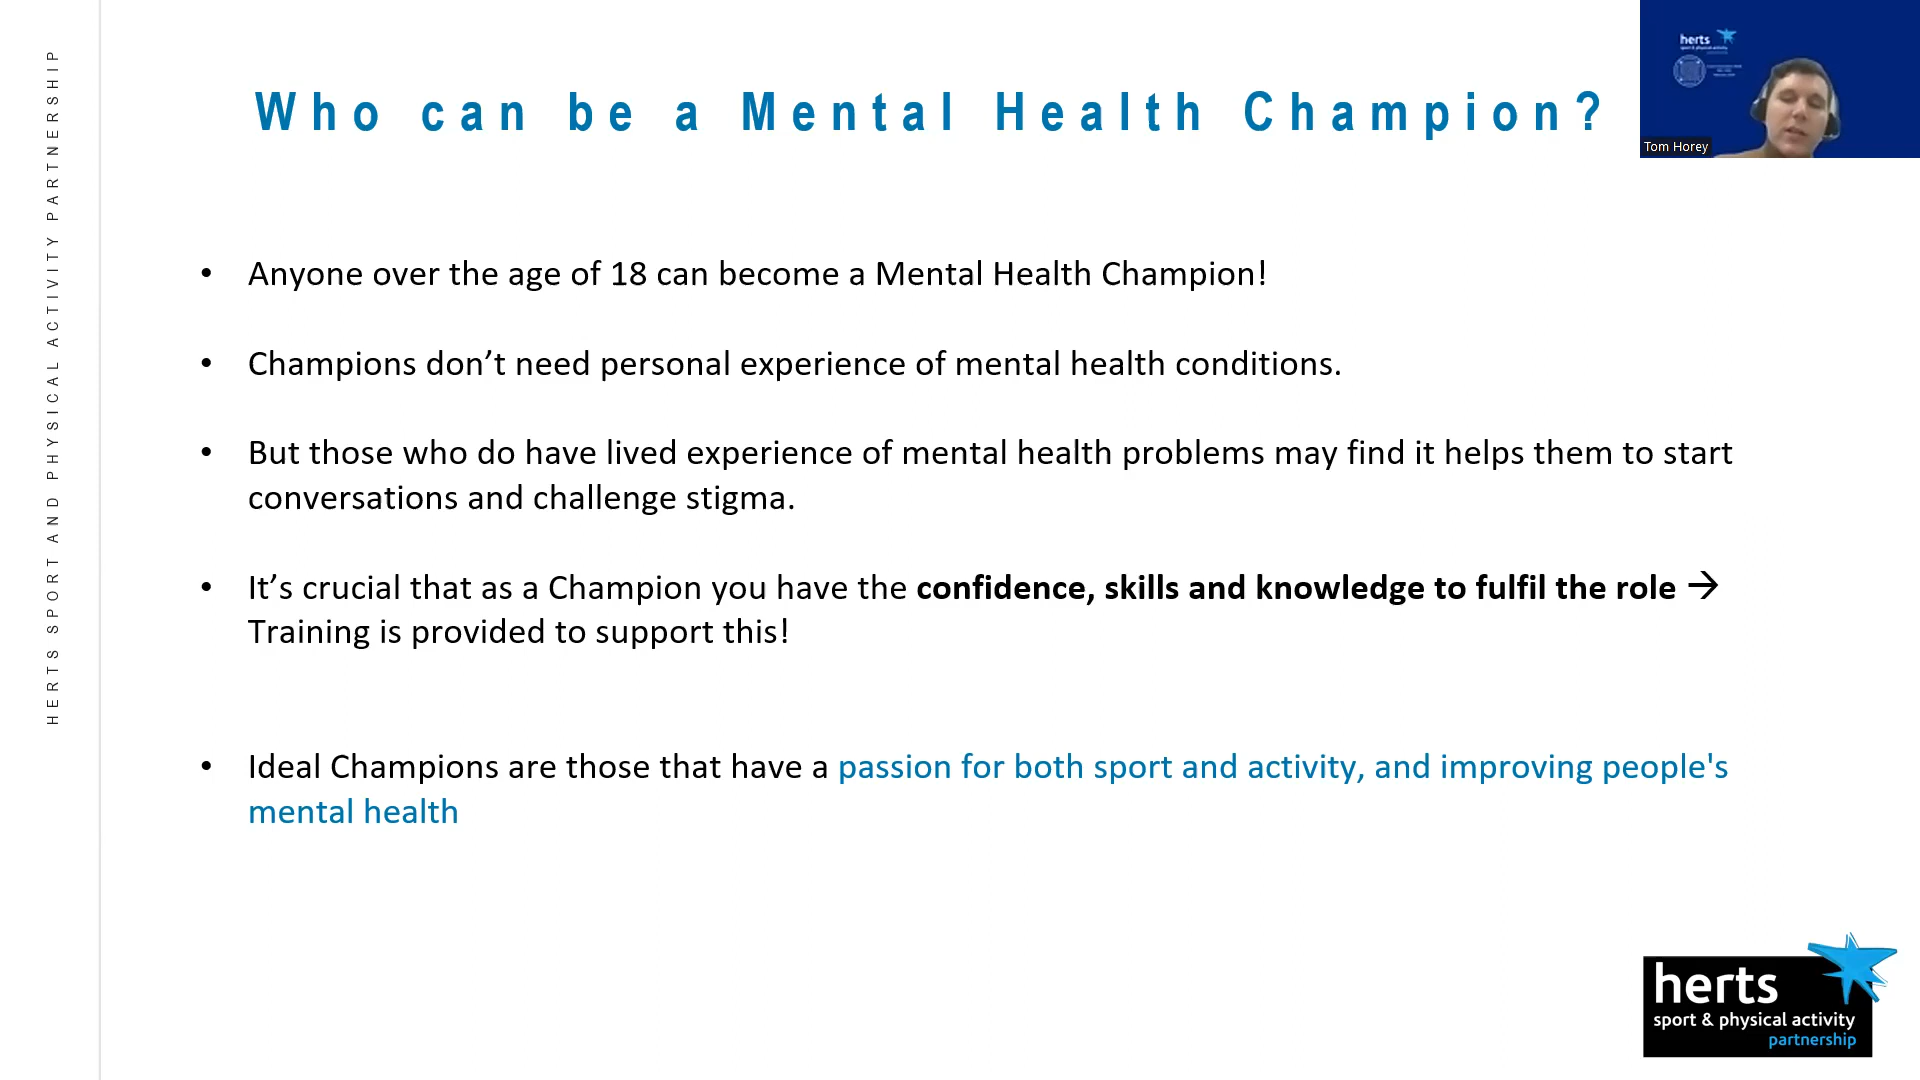 HERTS SPORT AND PHYSICAL ACTIVITY PARTNERSHIP
Who can be a Mental Health Champion?
herts
sport & physical activity
Tom Horey
• Anyone over the age of 18 can become a Mental Health Champion!
• Champions don’t need personal experience of mental health conditions.
• But those who do have lived experience of mental health problems may find it helps them to start
conversations and challenge stigma.
• It’s crucial that as a Champion you have the confidence, skills and knowledge to fulfil the role →
Training is provided to support this!
• Ideal Champions are those that have a passion for both sport and activity, and improving people's
mental health
herts
sport & physical activity
partnership